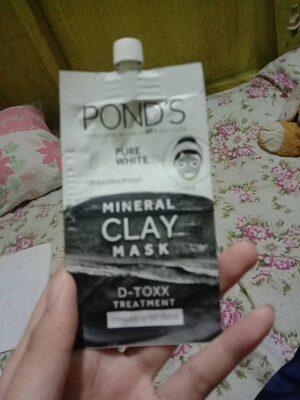 POND'S
PURE
WHITE
MINERAL
CLAY
MASK
D-TOXX
TREATMENT